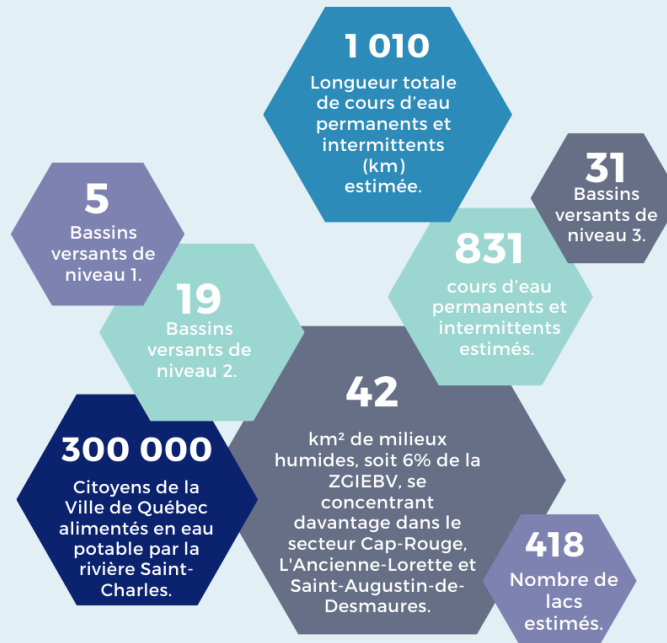 1 010
Longueur totale
de cours d'eau
permanents et
intermittents
(km)
estimée.
31
Bassins
versants de
niveau 3.
5
Bassins
versants de
niveau 1.
831
cours d'eau
permanents et
intermittents
estimés.
19
Bassins
versants de
niveau 2.
42
km² de milieux
humides, soit 6% de la
ZGIEBV, se
concentrant
davantage dans le
secteur Cap-Rouge,
L'Ancienne-Lorette et
Saint-Augustin-de-
Desmaures.
300 000
Citoyens de la
Ville de Québec
alimentés en eau
potable par la
rivière Saint-
Charles.
418
Nombre de
lacs
estimés.